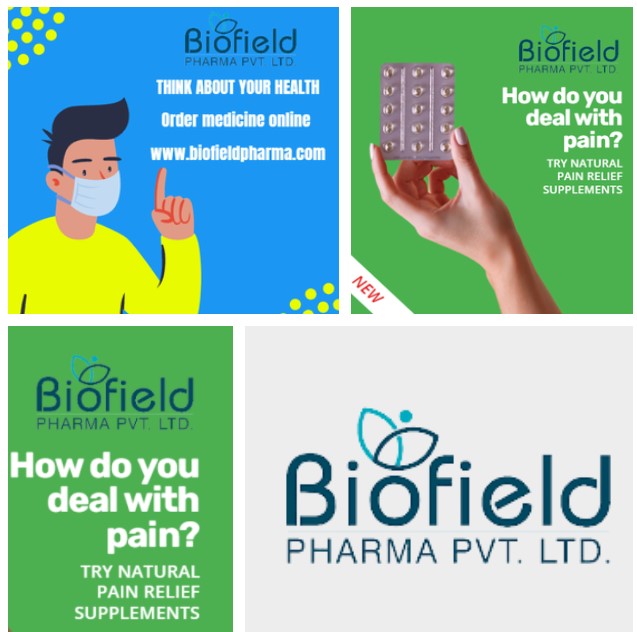 Biofield
PHARMA PVT. LTD.
THINK ABOUT YOUR HEALTH
Order medicine online
www.biofieldpharma.com
Biofield
PHARMA PVT. LTD.
How do you
deal with
pain?
TRY NATURAL
PAIN RELIEF
SUPPLEMENTS
NEW
Biofield
PHARMA PVT. LTD.
How do you
deal with
pain?
TRY NATURAL
PAIN RELIEF
SUPPLEMENTS
Biofield
PHARMA PVT. LTD.